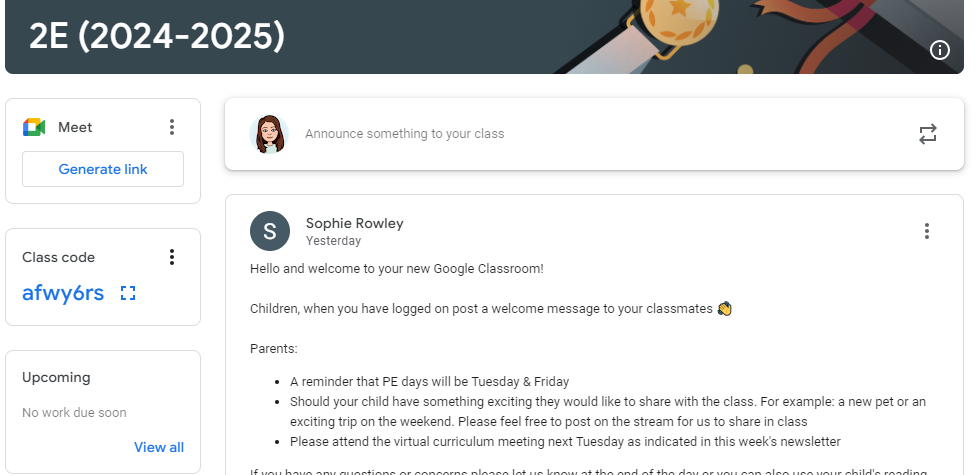 2E (2024-2025)
Meet
Generate link
Class code
afwy6rs
Upcoming
No work due soon
View all
Announce something to your class
S
Sophie Rowley
Yesterday
Hello and welcome to your new Google Classroom!
Children, when you have logged on post a welcome message to your classmates 👏
Parents:
• A reminder that PE days will be Tuesday & Friday
• Should your child have something exciting they would like to share with the class. For example: a new pet or an
exciting trip on the weekend. Please feel free to post on the stream for us to share in class
• Please attend the virtual curriculum meeting next Tuesday as indicated in this week's newsletter
If you have any questions or concerns please let us know at the end of the day or you can also use your child's reading